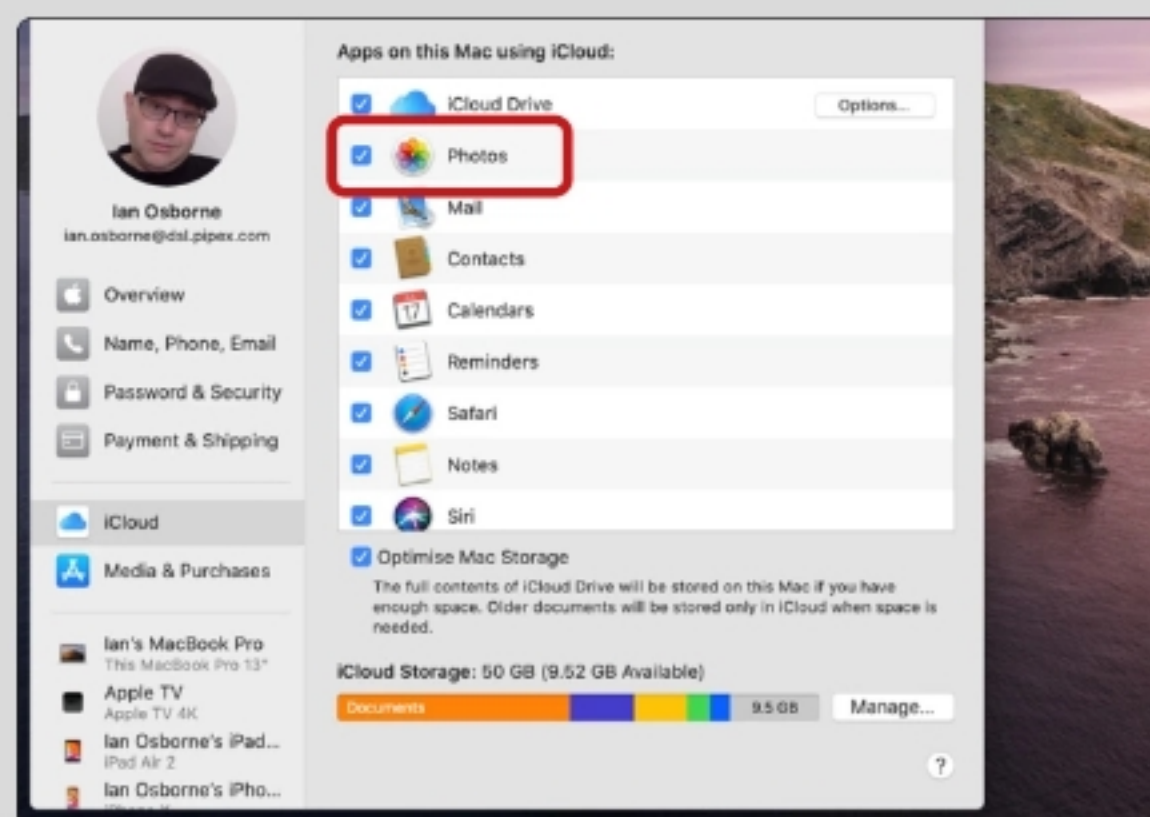 Ian Osborne
ian.osborne@dsl.pipex.com
Overview
Name, Phone, Email
Password & Security
Payment & Shipping
iCloud
Media & Purchases
Ian's MacBook Pro
This MacBook Pro 13"
Apple TV
Apple TV 4K
Ian Osborne's iPad...
iPad Air 2
Ian Osborne's iPho...
Apps on this Mac using iCloud:
iCloud Drive
Options...
Photos
Mail
Contacts
17
Calendars
Reminders
Safari
Notes
Siri
Optimise Mac Storage
The full contents of iCloud Drive will be stored on this Mac if you have
enough space. Older documents will be stored only in iCloud when space is
needed.
iCloud Storage: 50 GB (9.52 GB Available)
Documents
9.5 GB
Manage...
?